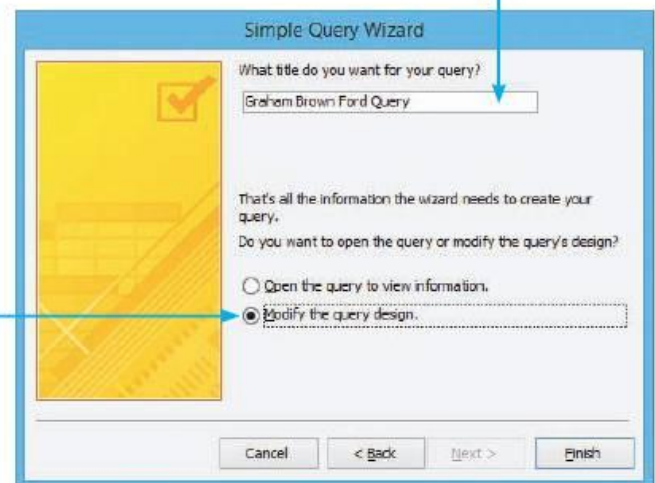 Simple Query Wizard
What title do you want for your query?
Graham Brown Ford Query
That's all the information the wizard needs to create your
query.
Do you want to open the query or modify the query's design?
Open the query to view information.
Modify the query design.
Cancel
< Back
Next >
Finish